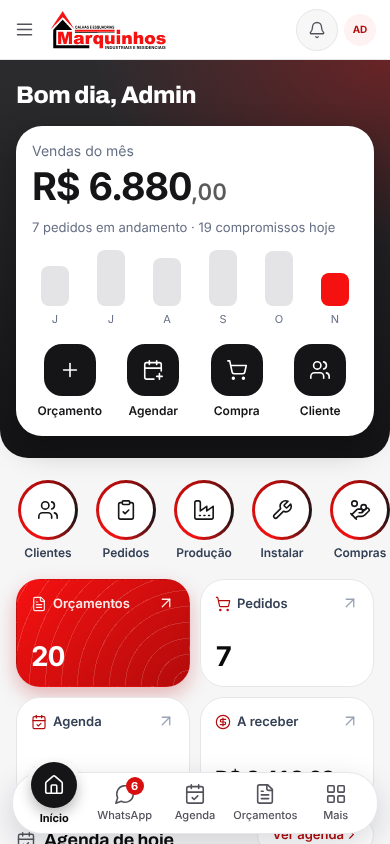 CALHAS E ESQUADRIAS
Marquinhos
INDUSTRIAIS E RESIDENCIAIS
AD
Bom dia, Admin
Vendas do mês
R$ 6.880,00
7 pedidos em andamento · 19 compromissos hoje
J J A S O N
Orçamento Agendar Compra Cliente
Clientes Pedidos Produção Instalar Compras
Orçamentos Pedidos
20 7
Agenda A receber
6
Início WhatsApp Agenda Orçamentos Mais
Agenda de hoje Ver agenda